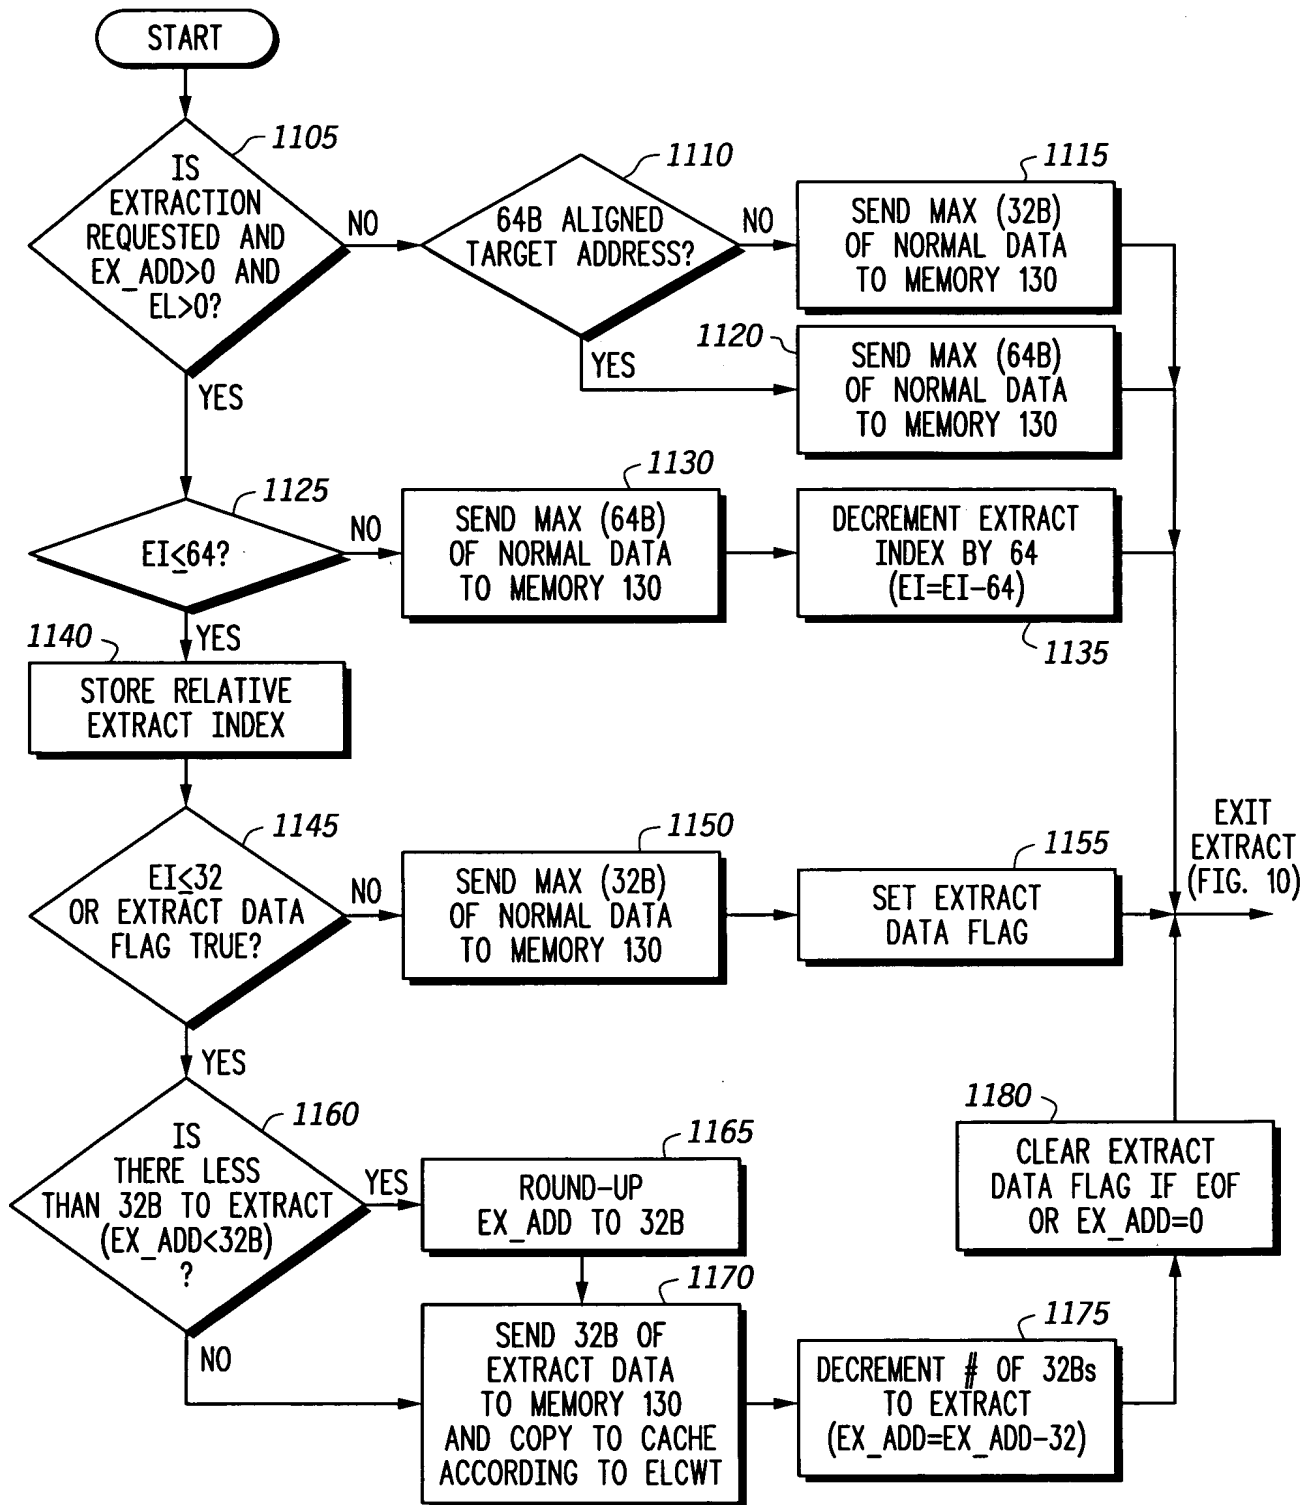 START
1105
IS
EXTRACTION
REQUESTED AND
EX_ADD>0 AND
EL>0?
NO
YES
1110
64B ALIGNED
TARGET ADDRESS?
NO
YES
1115
SEND MAX (32B)
OF NORMAL DATA
TO MEMORY 130
1120
SEND MAX (64B)
OF NORMAL DATA
TO MEMORY 130
1125
EI≤64?
NO
YES
1130
SEND MAX (64B)
OF NORMAL DATA
TO MEMORY 130
DECREMENT EXTRACT
INDEX BY 64
(EI=EI-64)
1135
1140
STORE RELATIVE
EXTRACT INDEX
1145
EI≤32
OR EXTRACT DATA
FLAG TRUE?
NO
YES
1150
SEND MAX (32B)
OF NORMAL DATA
TO MEMORY 130
1155
SET EXTRACT
DATA FLAG
EXIT
EXTRACT
(FIG. 10)
1160
IS
THERE LESS
THAN 32B TO EXTRACT
(EX_ADD<32B)
?
YES
NO
1165
ROUND-UP
EX_ADD TO 32B
1170
SEND 32B OF
EXTRACT DATA
TO MEMORY 130
AND COPY TO CACHE
ACCORDING TO ELCWT
1175
DECREMENT # OF 32Bs
TO EXTRACT
(EX_ADD=EX_ADD-32)
1180
CLEAR EXTRACT
DATA FLAG IF EOF
OR EX_ADD=0